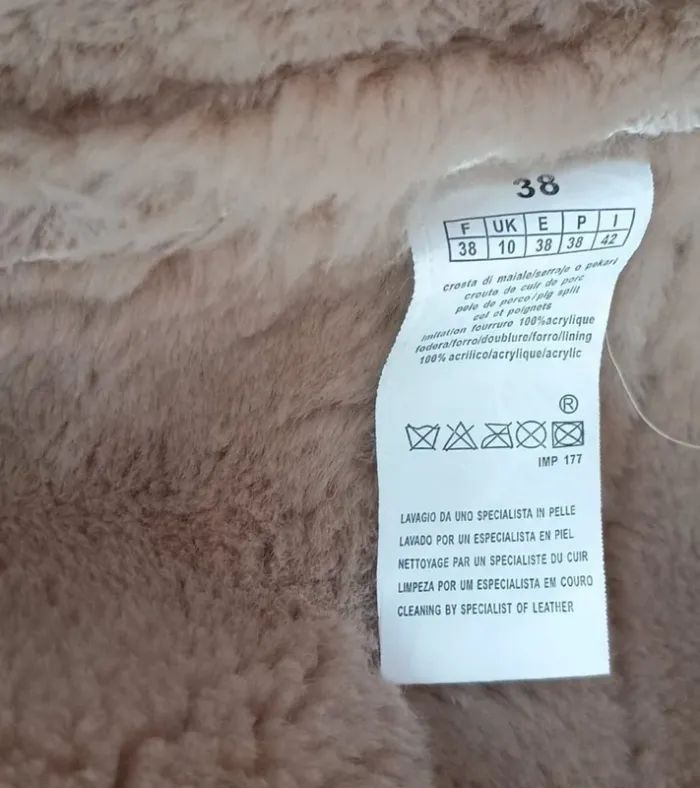 38
F UK E P I
38 10 38 38 42
crosta di maiale/serraje o pekari
croute de cuir de porc
pele de porco/pig split
col et poignets
imitation fourrure 100%acrylique
fodera/forro/doublure/forro/lining
100% acrilico/acrylique/acrylic
®
IMP 177
LAVAGIO DA UNO SPECIALISTA IN PELLE
LAVADO POR UN ESPECIALISTA EN PIEL
NETTOYAGE PAR UN SPECIALISTE DU CUIR
LIMPEZA POR UM ESPECIALISTA EM COURO
CLEANING BY SPECIALIST OF LEATHER